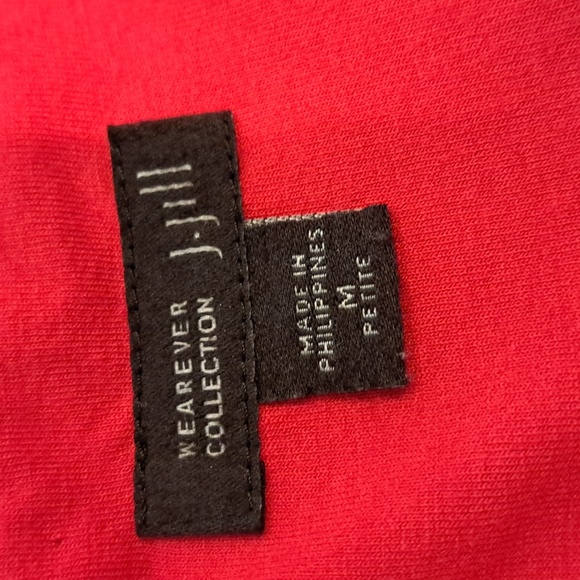 WEAREVER
COLLECTION
J.Jill
MADE IN
PHILIPPINES
M
PETITE